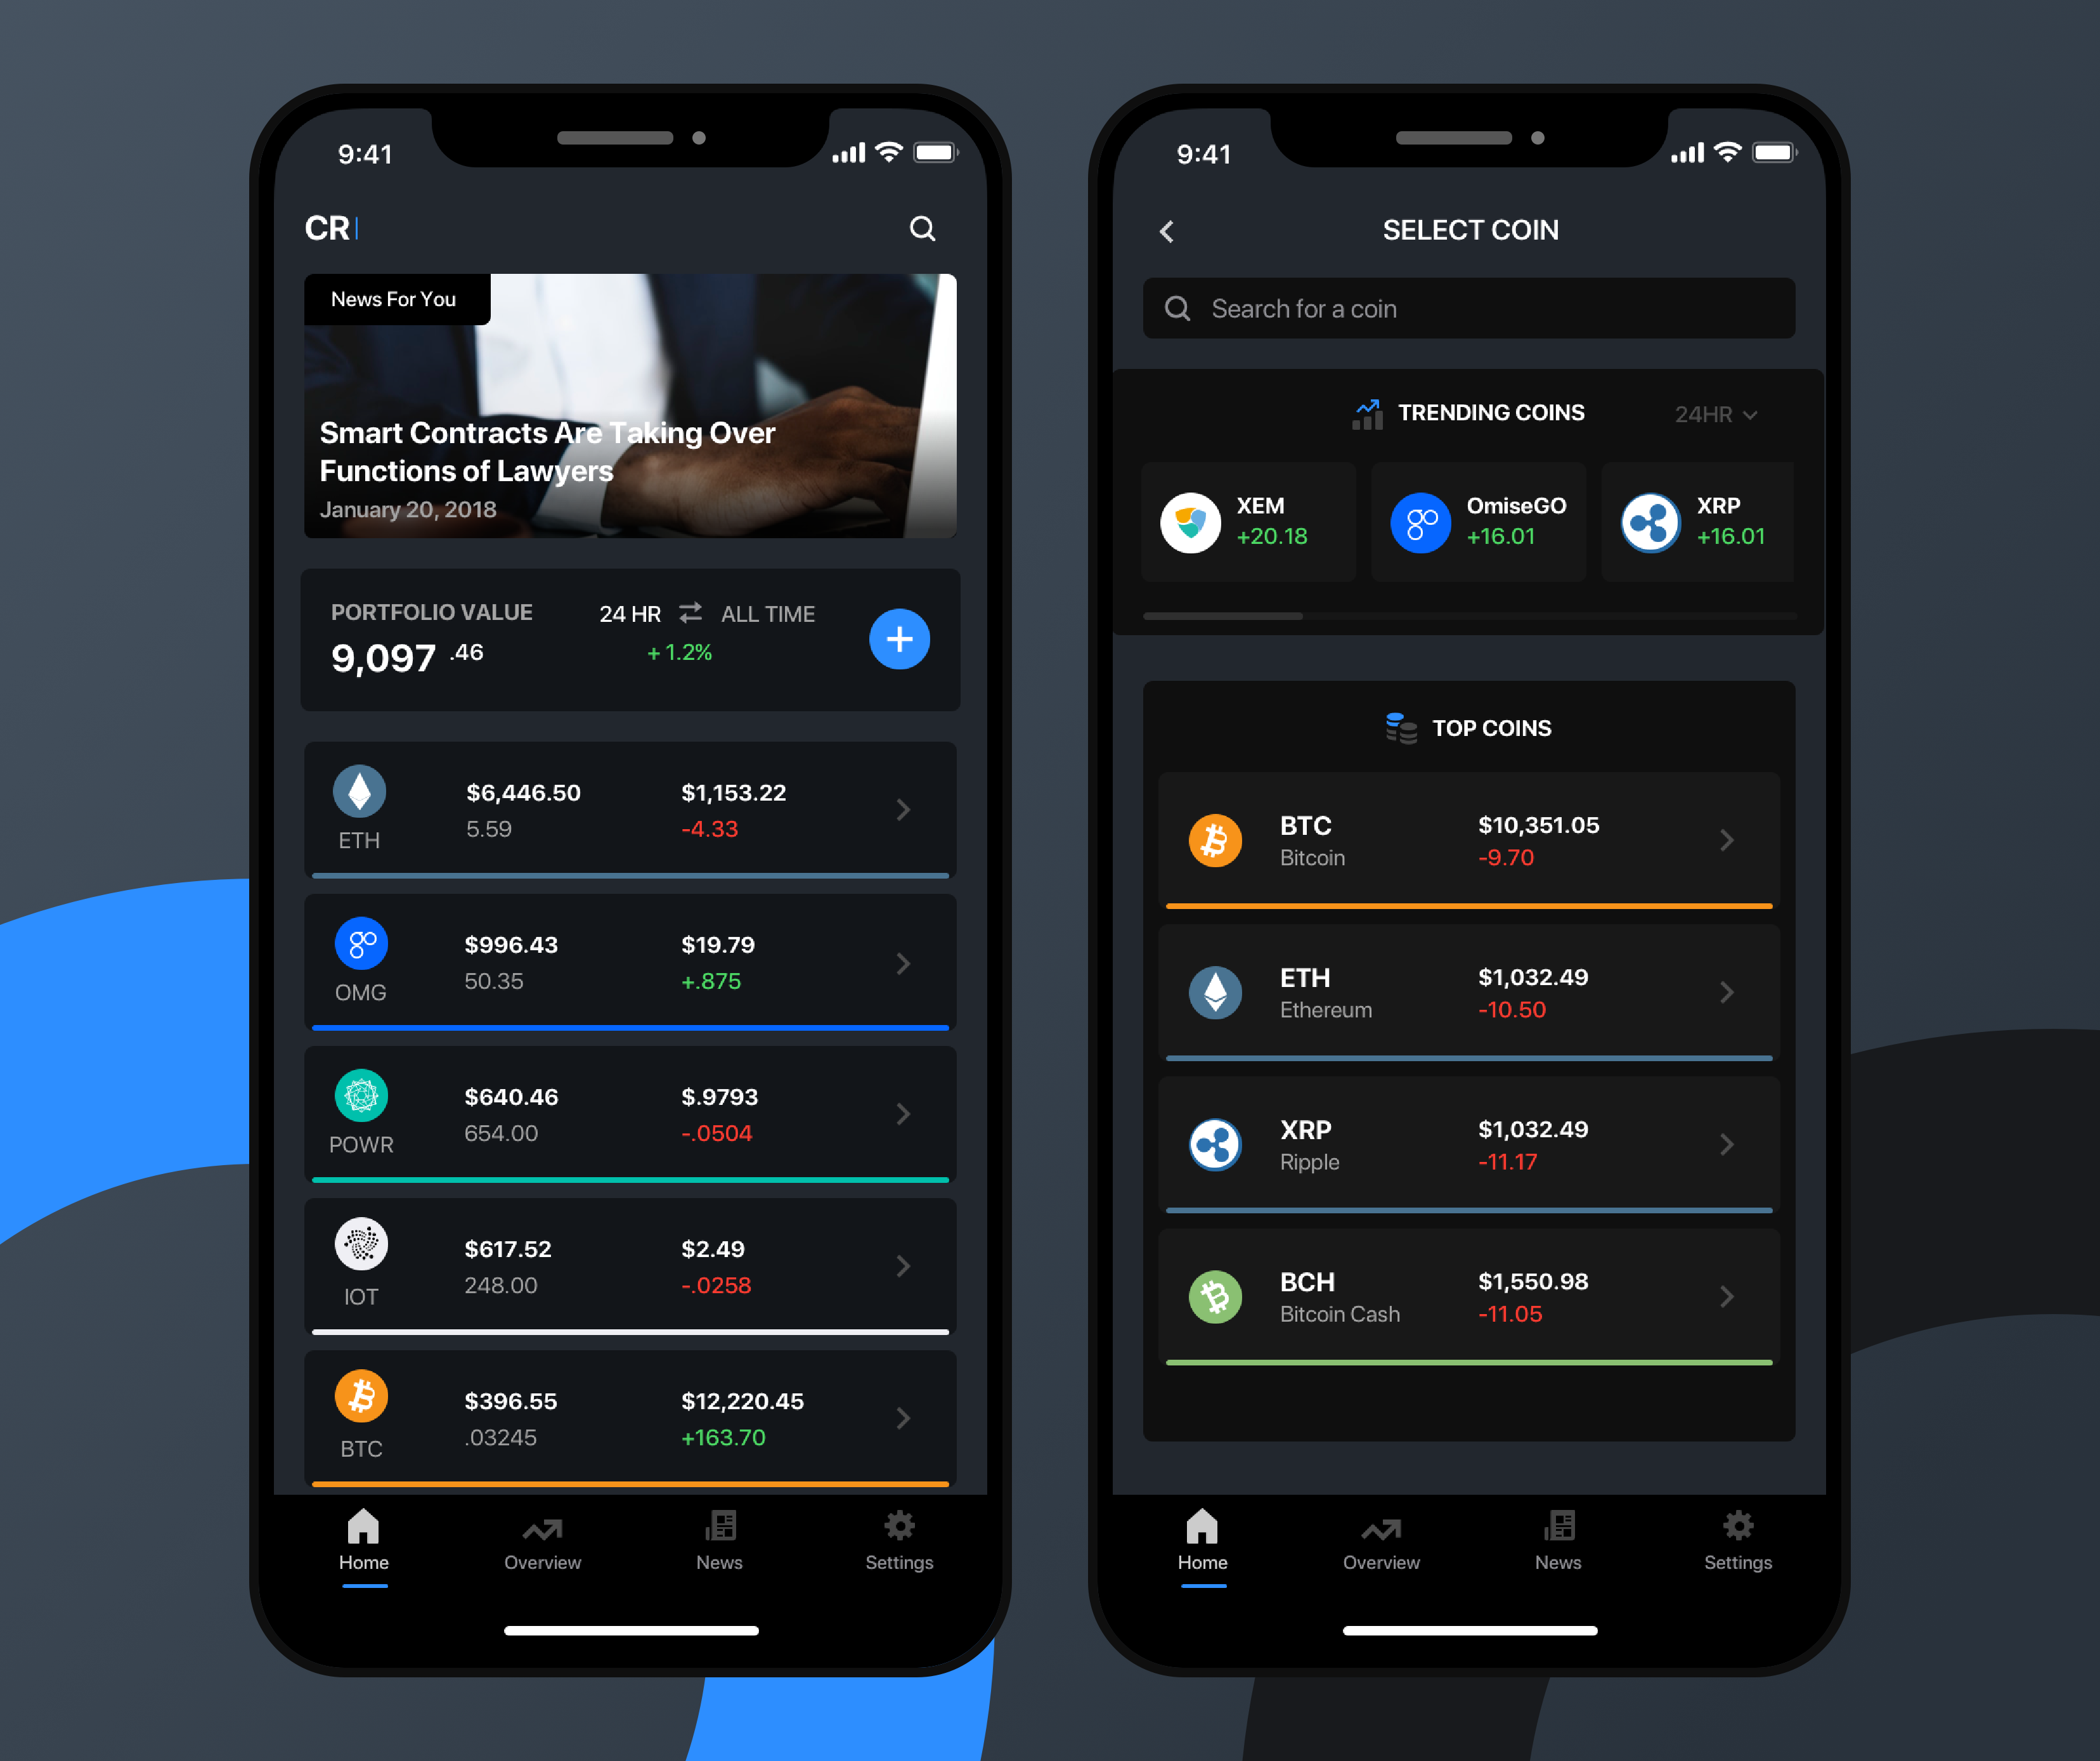 9:41
CR
News For You
Smart Contracts Are Taking Over
Functions of Lawyers
January 20, 2018
PORTFOLIO VALUE
9,097 .46
24 HR ALL TIME
+ 1.2%
ETH
$6,446.50
5.59
$1,153.22
-4.33
OMG
$996.43
50.35
$19.79
+.875
POWR
$640.46
654.00
$.9793
-.0504
IOT
$617.52
248.00
$2.49
-.0258
BTC
$396.55
.03245
$12,220.45
+163.70
Home
Overview
News
Settings
9:41
SELECT COIN
Search for a coin
TRENDING COINS
24HR
XEM
+20.18
OmiseGO
+16.01
XRP
+16.01
TOP COINS
BTC
Bitcoin
$10,351.05
-9.70
ETH
Ethereum
$1,032.49
-10.50
XRP
Ripple
$1,032.49
-11.17
BCH
Bitcoin Cash
$1,550.98
-11.05
Home
Overview
News
Settings